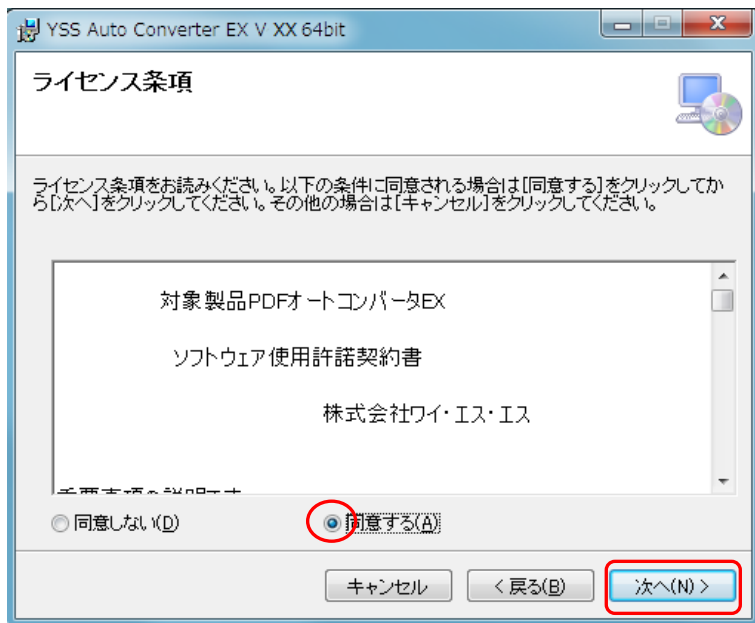 YSS Auto Converter EX V XX 64bit
ライセンス条項
ライセンス条項をお読みください。以下の条件に同意される場合は[同意する]をクリックしてか
ら[次へ]をクリックしてください。その他の場合は[キャンセル]をクリックしてください。
対象製品PDFオートコンバータEX
ソフトウェア使用許諾契約書
株式会社ワイ・エス・エス
同意しない(D)
同意する(A)
キャンセル
< 戻る(B)
次へ(N) >